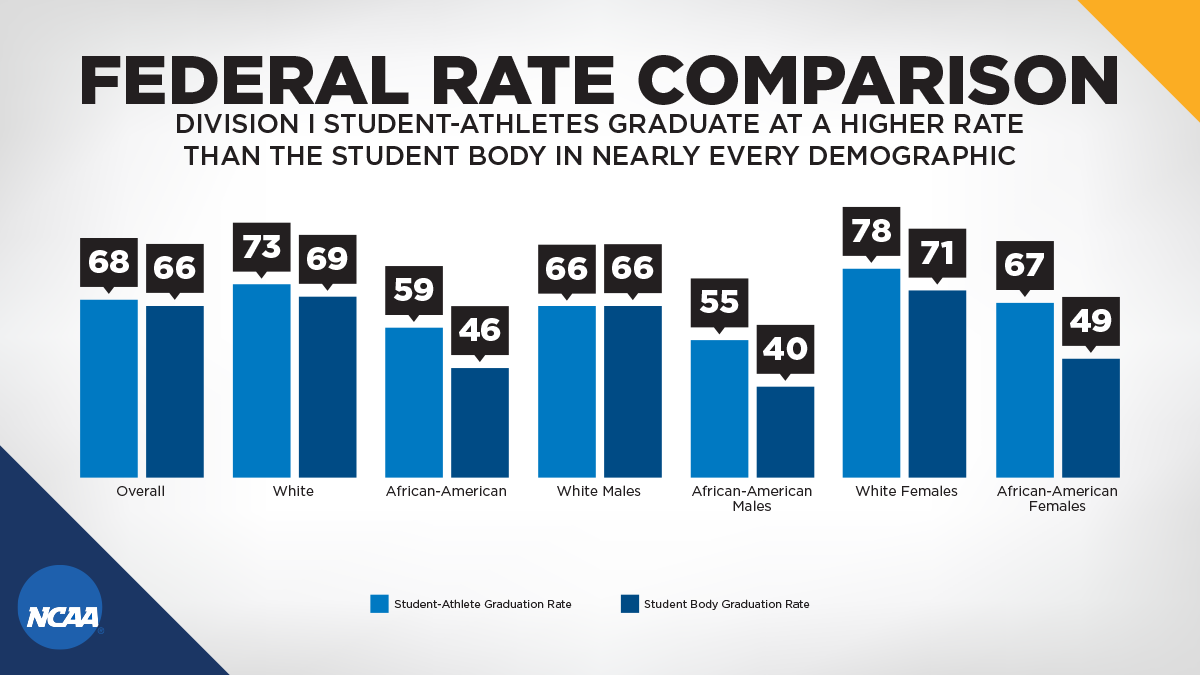 FEDERAL RATE COMPARISON
DIVISION I STUDENT-ATHLETES GRADUATE AT A HIGHER RATE
THAN THE STUDENT BODY IN NEARLY EVERY DEMOGRAPHIC
68 66 73 69 59 46 66 66 55 40 78 71 67 49
Overall White African-American White Males African-American White Females African-American
Males Females
Student-Athlete Graduation Rate Student Body Graduation Rate
NCAA®